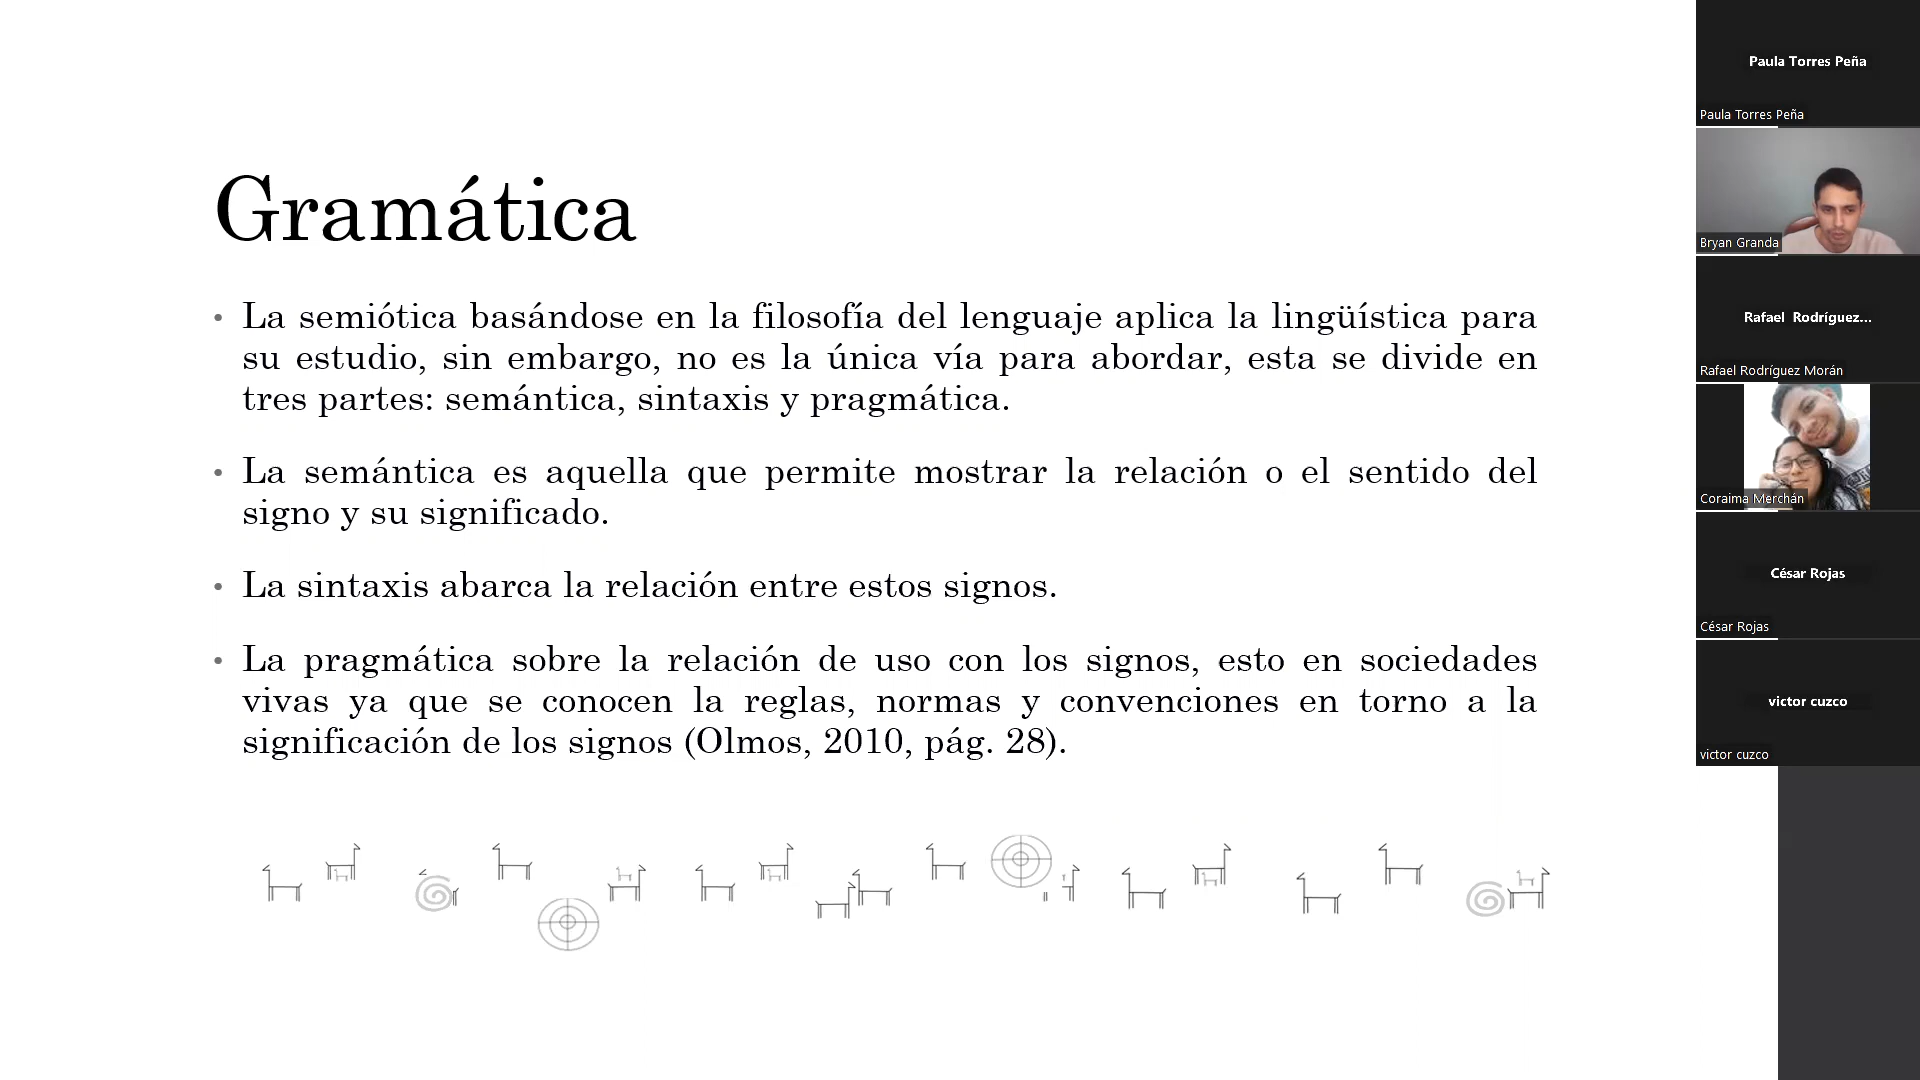 Gramática
• La semiótica basándose en la filosofía del lenguaje aplica la lingüística para
su estudio, sin embargo, no es la única vía para abordar, esta se divide en
tres partes: semántica, sintaxis y pragmática.
• La semántica es aquella que permite mostrar la relación o el sentido del
signo y su significado.
• La sintaxis abarca la relación entre estos signos.
• La pragmática sobre la relación de uso con los signos, esto en sociedades
vivas ya que se conocen la reglas, normas y convenciones en torno a la
significación de los signos (Olmos, 2010, pág. 28).
Paula Torres Peña
Paula Torres Peña
Bryan Granda
Rafael Rodríguez...
Rafael Rodríguez Morán
Coraima Merchán
César Rojas
César Rojas
victor cuzco
victor cuzco